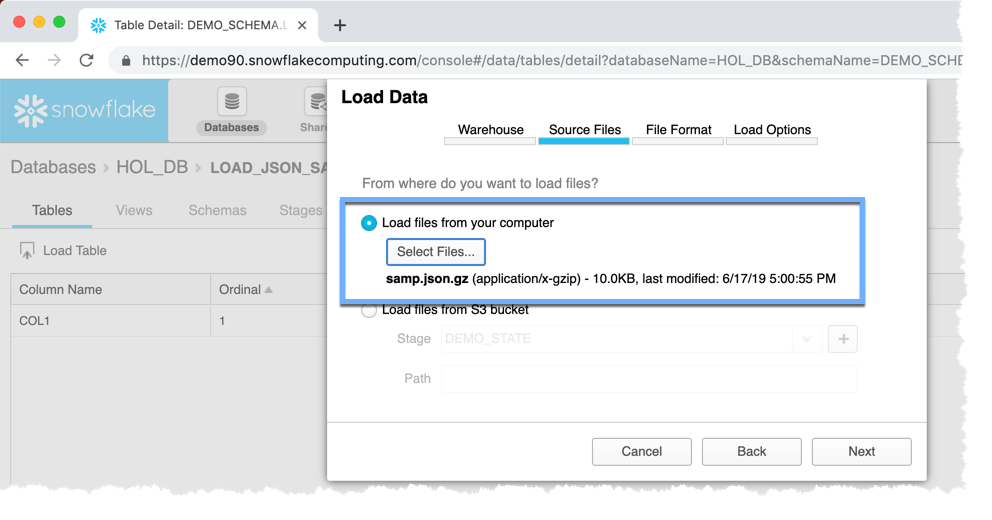 Table Detail: DEMO_SCHEMA.L
https://demo90.snowflakecomputing.com/console#/data/tables/detail?databaseName=HOL_DB&schemaName=DEMO_SCHE
snowflake
Databases
Share
Databases > HOL_DB > LOAD_JSON_SA
Tables Views Schemas Stages
Load Table
Column Name Ordinal
COL1 1
Load Data
Warehouse Source Files File Format Load Options
From where do you want to load files?
Load files from your computer
Select Files...
samp.json.gz (application/x-gzip) - 10.0KB, last modified: 6/17/19 5:00:55 PM
Load files from S3 bucket
Stage DEMO_STATE
Path
Cancel Back Next